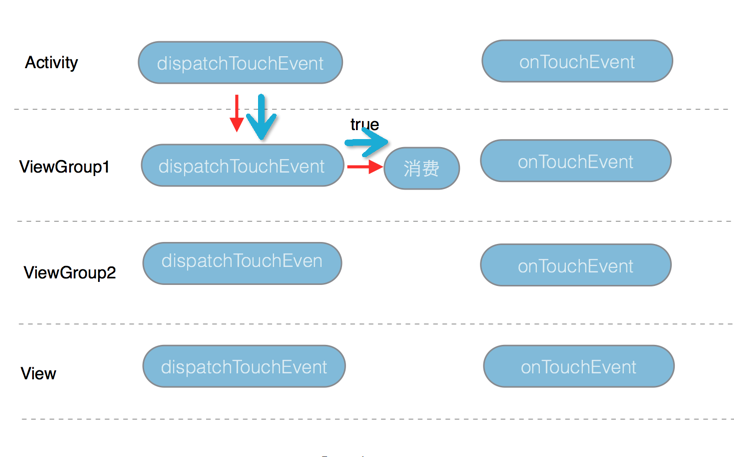 Activity dispatchTouchEvent onTouchEvent
true
ViewGroup1 dispatchTouchEvent 消费 onTouchEvent
ViewGroup2 dispatchTouchEven onTouchEvent
View dispatchTouchEvent onTouchEvent